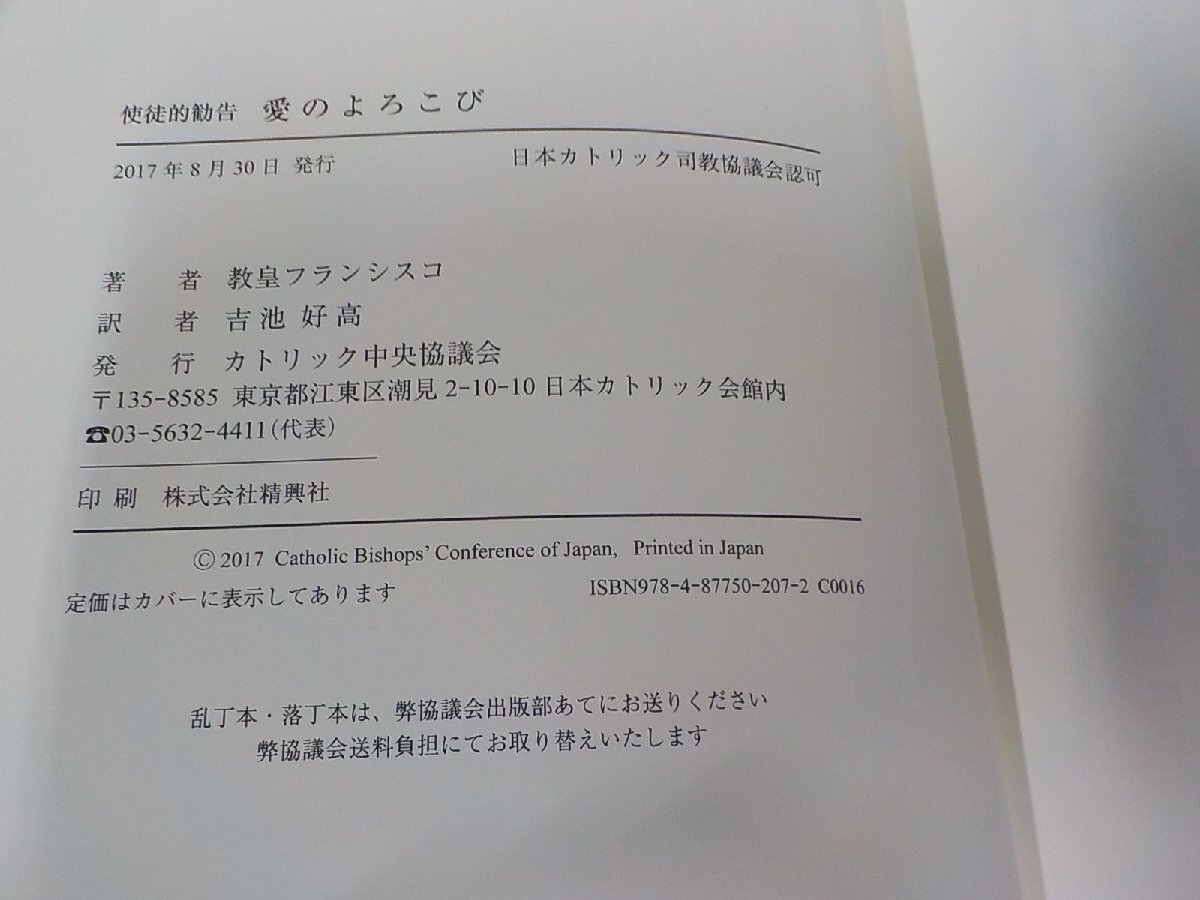 使徒的勧告 愛のよろこび
2017年8月30日 発行 日本カトリック司教協議会認可
著 者 教皇フランシスコ
訳 者 吉池 好高
発 行 カトリック中央協議会
〒135-8585 東京都江東区潮見2-10-10 日本カトリック会館内
☎03-5632-4411(代表)
印 刷 株式会社精興社
© 2017 Catholic Bishops' Conference of Japan, Printed in Japan
定価はカバーに表示してあります ISBN978-4-87750-207-2 C0016
乱丁本・落丁本は、弊協議会出版部あてにお送りください
弊協議会送料負担にてお取り替えいたします